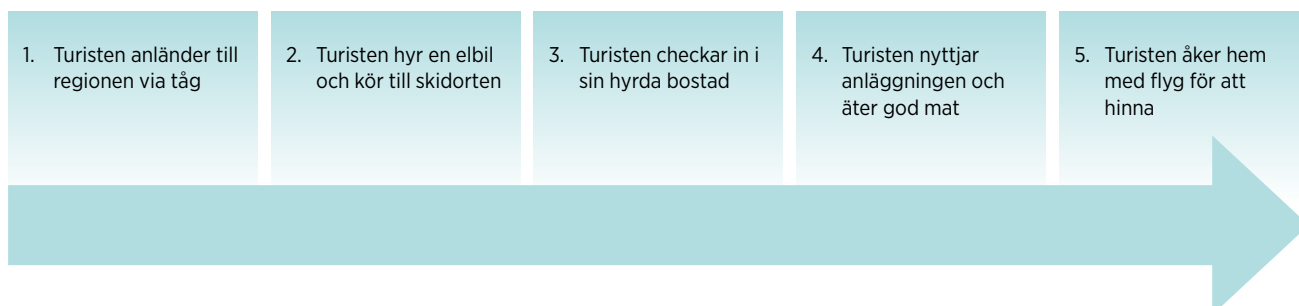 1. Turisten anländer till
regionen via tåg
2. Turisten hyr en elbil
och kör till skidorten
3. Turisten checkar in i
sin hyrda bostad
4. Turisten nyttjar
anläggningen och
äter god mat
5. Turisten åker hem
med flyg för att
hinna